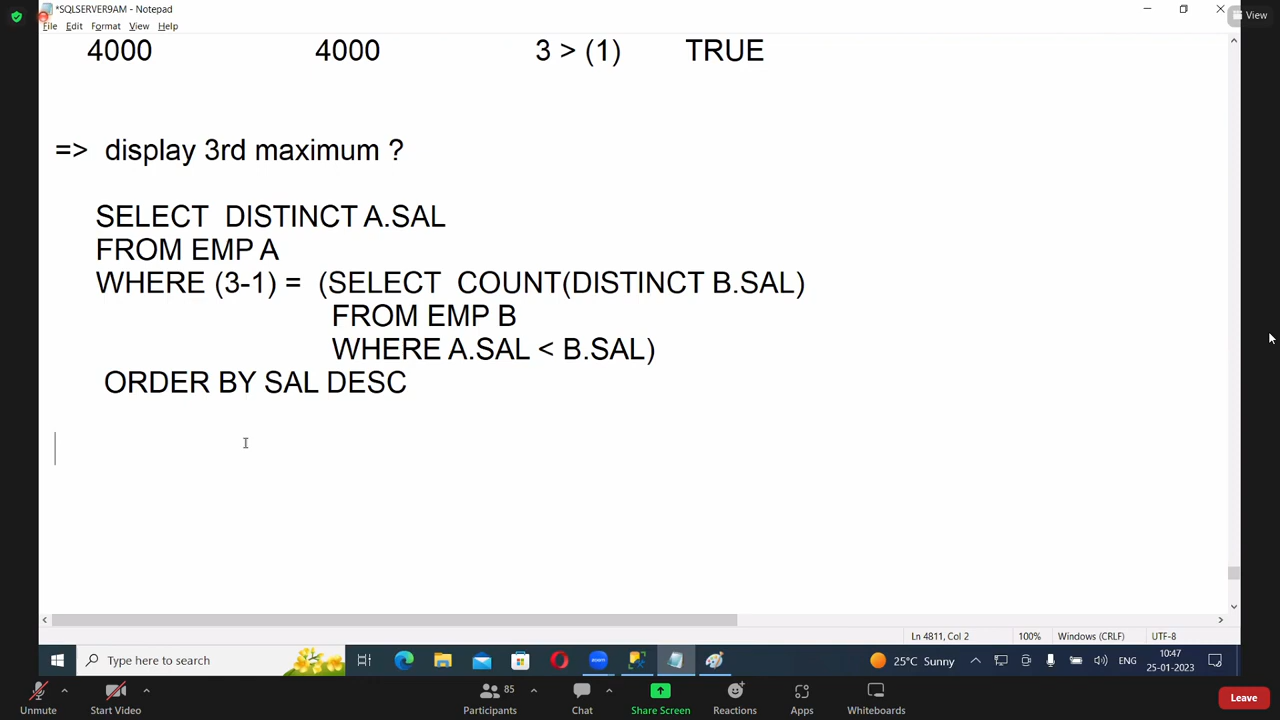 *SQLSERVER9AM - Notepad
View
File Edit Format View Help
4000 4000 3 > (1) TRUE
=> display 3rd maximum ?
SELECT DISTINCT A.SAL
FROM EMP A
WHERE (3-1) = (SELECT COUNT(DISTINCT B.SAL)
FROM EMP B
WHERE A.SAL < B.SAL)
ORDER BY SAL DESC
Ln 4811, Col 2 100% Windows (CRLF) UTF-8
Type here to search
zoom
25°C Sunny
ENG
10:47
25-01-2023
85
Unmute Start Video Participants Chat Share Screen Reactions Apps Whiteboards Leave